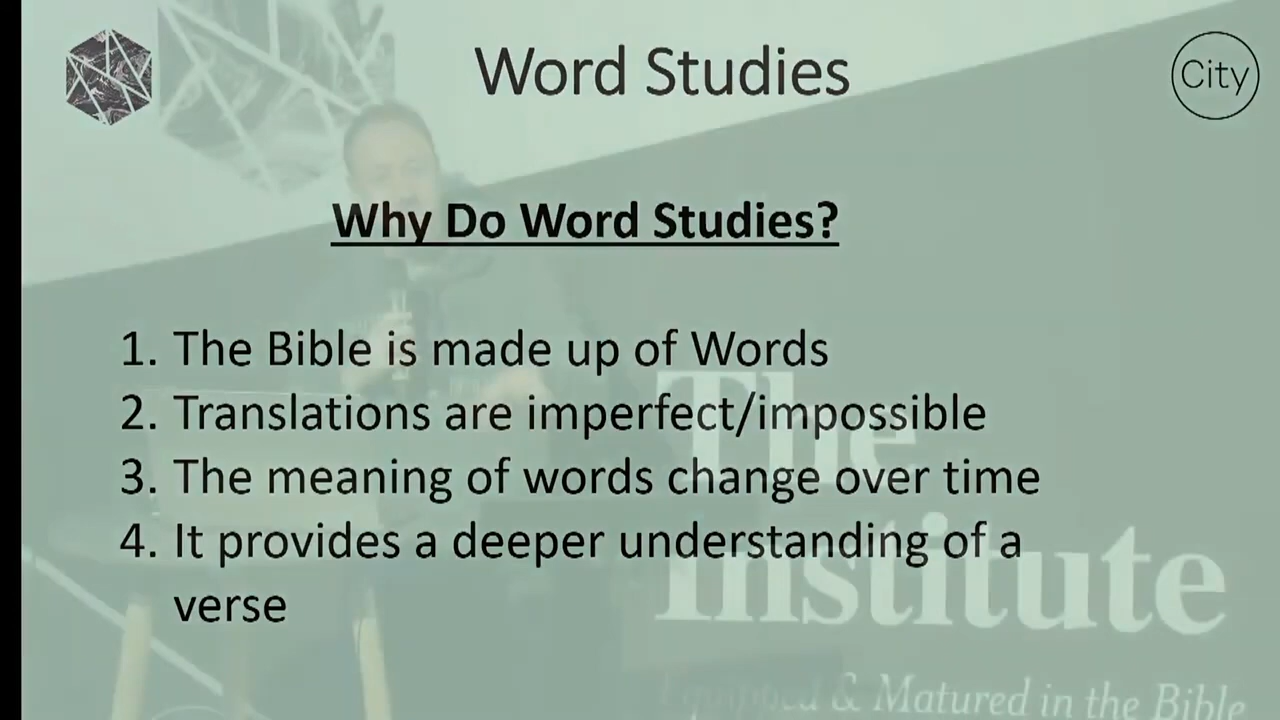 Word Studies
City
Why Do Word Studies?
1. The Bible is made up of Words
2. Translations are imperfect/impossible
3. The meaning of words change over time
4. It provides a deeper understanding of a
verse
The
Institute
Equipped & Matured in the Bible